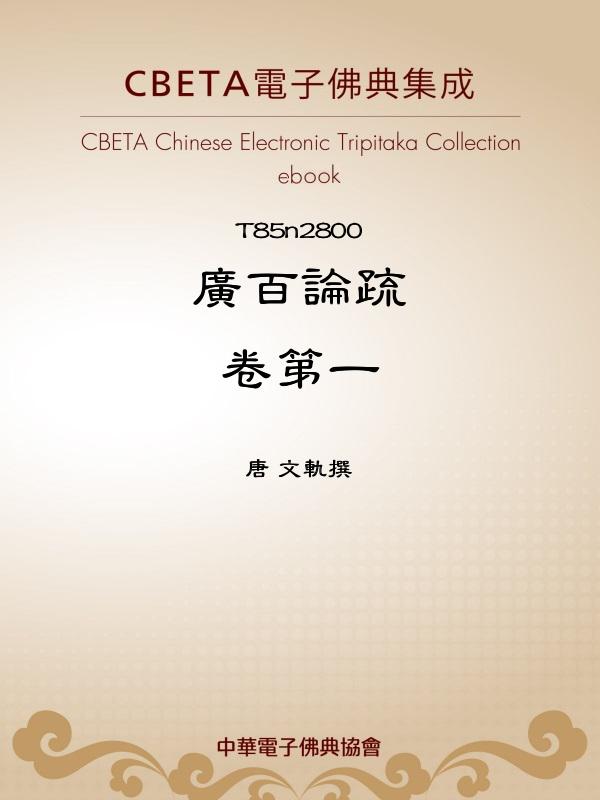 CBETA電子佛典集成
CBETA Chinese Electronic Tripitaka Collection
ebook
T85n2800
廣百論疏
卷第一
唐 文軌撰
中華電子佛典協會